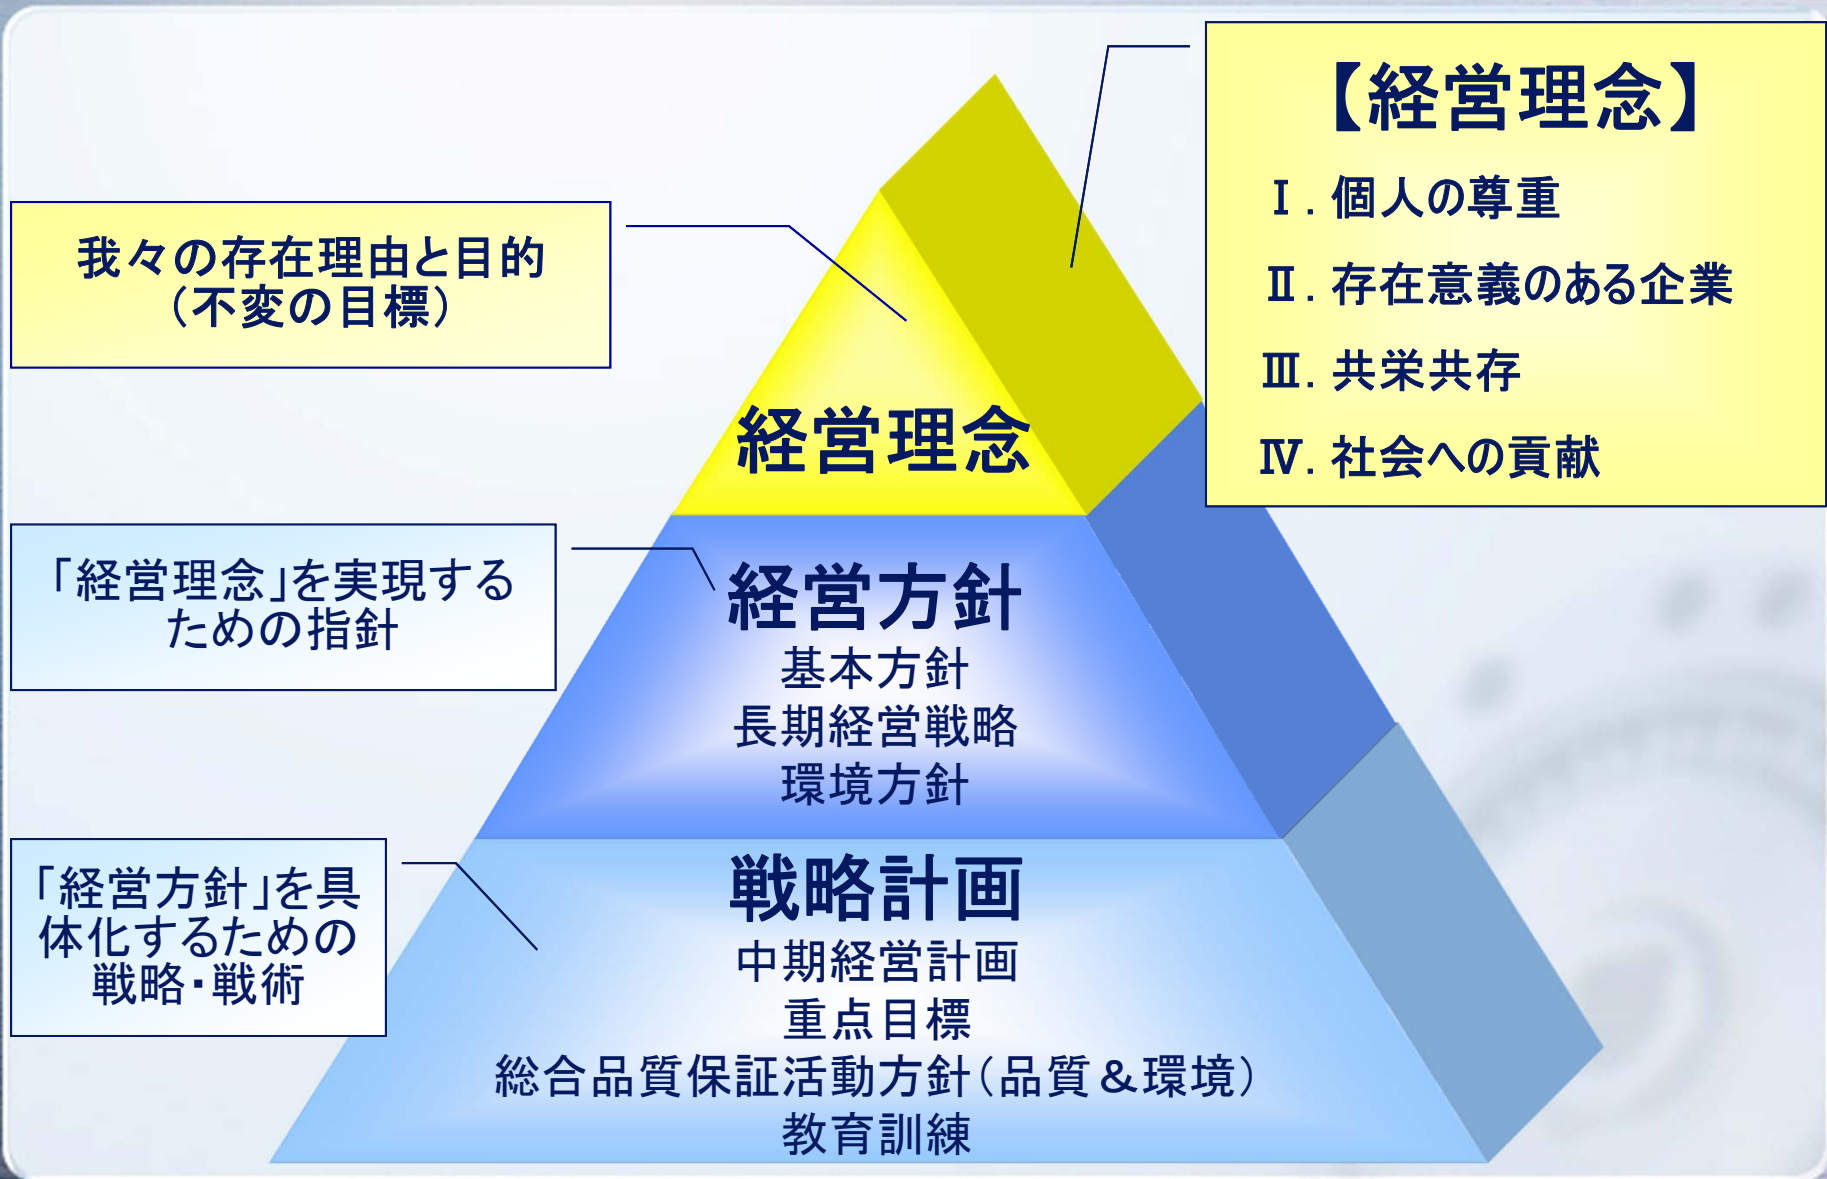 【経営理念】
Ⅰ．個人の尊重
Ⅱ．存在意義のある企業
Ⅲ．共栄共存
Ⅳ．社会への貢献
我々の存在理由と目的
（不変の目標）
経営理念
「経営理念」を実現する
ための指針
経営方針
基本方針
長期経営戦略
環境方針
「経営方針」を具
体化するための
戦略・戦術
戦略計画
中期経営計画
重点目標
総合品質保証活動方針（品質＆環境）
教育訓練